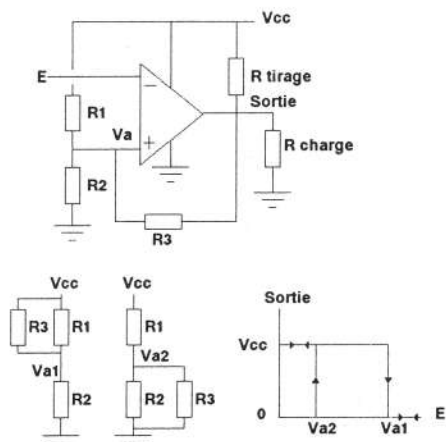 Vcc
R tirage
E
Sortie
R1
Va
R charge
R2
R3
Vcc
Vcc
Sortie
R3
R1
R1
Vcc
Va1
Va2
R2
R2
R3
0
E
Va2
Va1